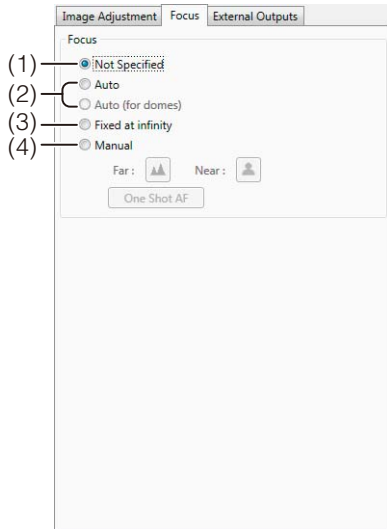 Image Adjustment Focus External Outputs
Focus
(1) Not Specified
(2) Auto
Auto (for domes)
(3) Fixed at infinity
(4) Manual
Far : Near :
One Shot AF